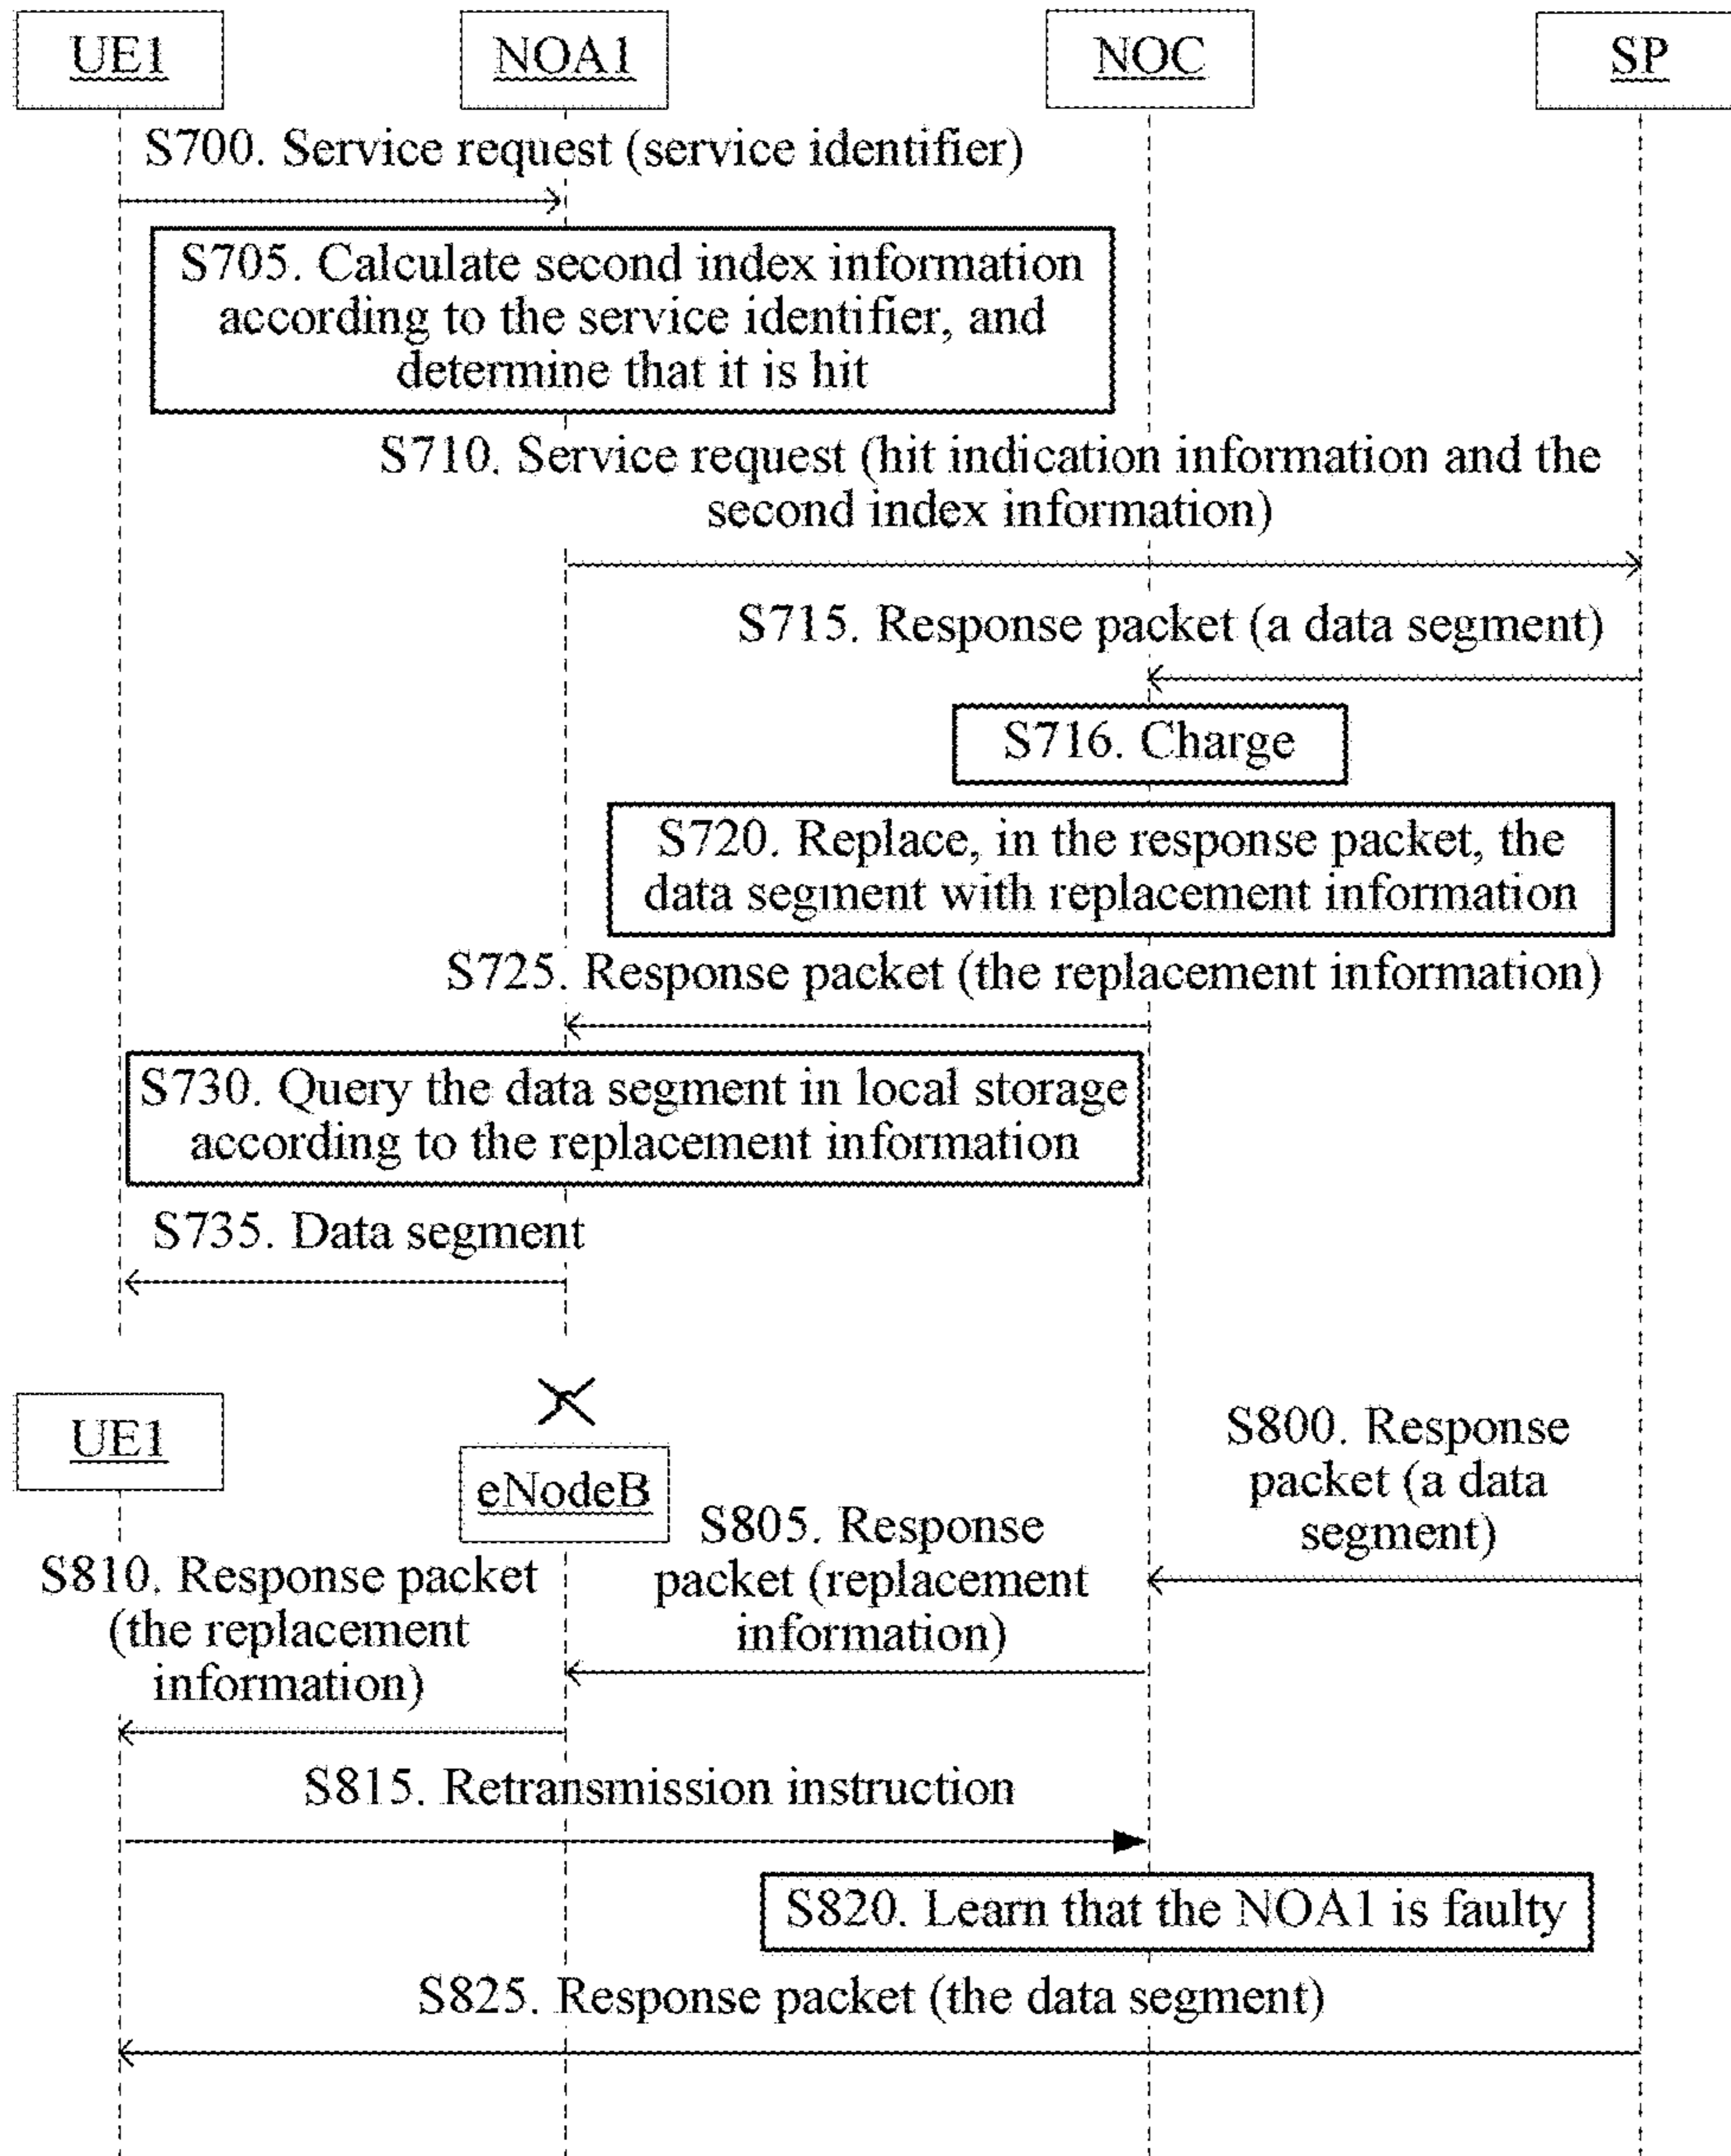 UE1
NOA1
NOC
SP
S700. Service request (service identifier)
S705. Calculate second index information
according to the service identifier, and
determine that it is hit
S710. Service request (hit indication information and the
second index information)
S715. Response packet (a data segment)
S716. Charge
S720. Replace, in the response packet, the
data segment with replacement information
S725. Response packet (the replacement information)
S730. Query the data segment in local storage
according to the replacement information
S735. Data segment
UE1
eNodeB
S800. Response
packet (a data
segment)
S805. Response
packet (replacement
information)
S810. Response packet
(the replacement
information)
S815. Retransmission instruction
S820. Learn that the NOA1 is faulty
S825. Response packet (the data segment)